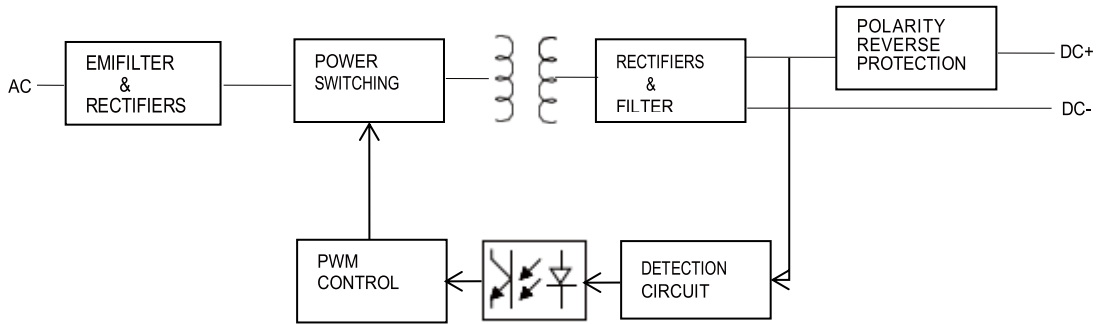 AC
EMIFILTER
&
RECTIFIERS
POWER
SWITCHING
RECTIFIERS
&
FILTER
POLARITY
REVERSE
PROTECTION
DC+
DC-
PWM
CONTROL
DETECTION
CIRCUIT